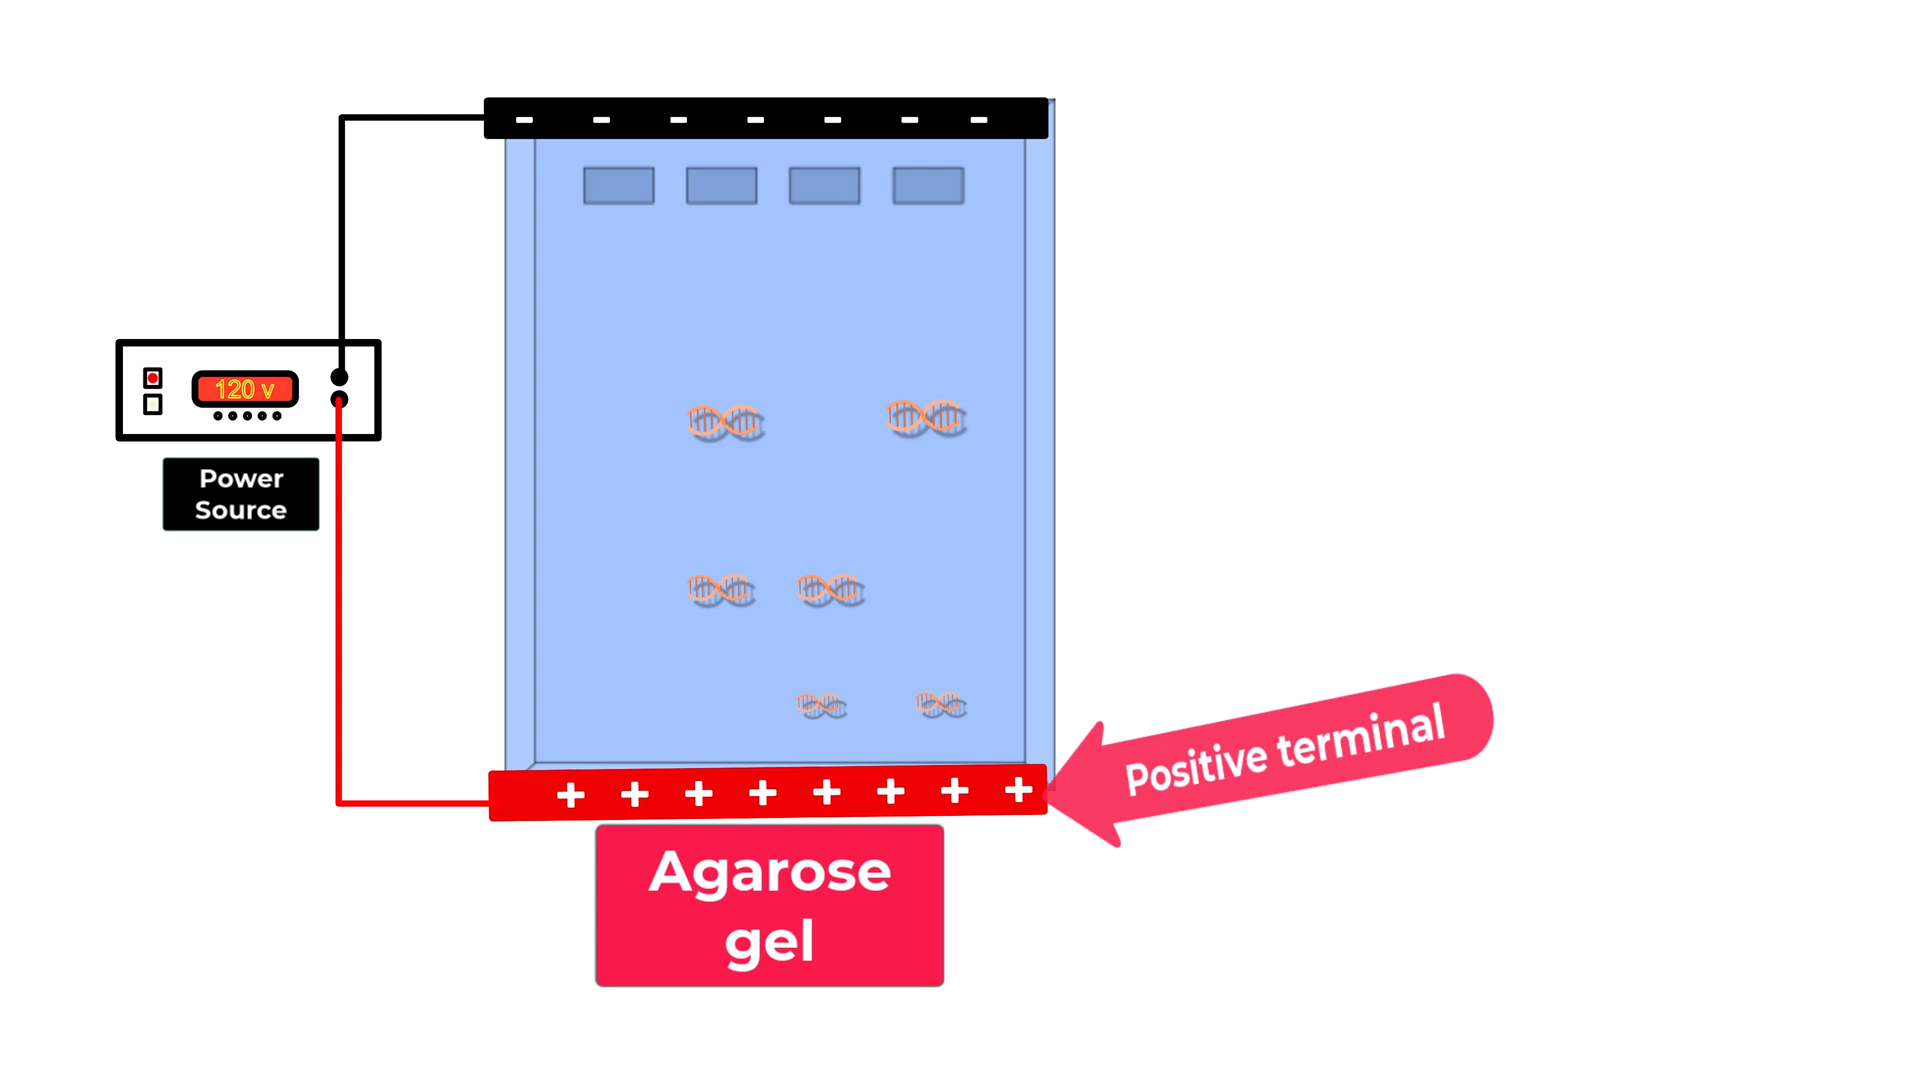 - - - - - - -
120 v
Power
Source
Positive terminal
+ + + + + + + +
Agarose
gel